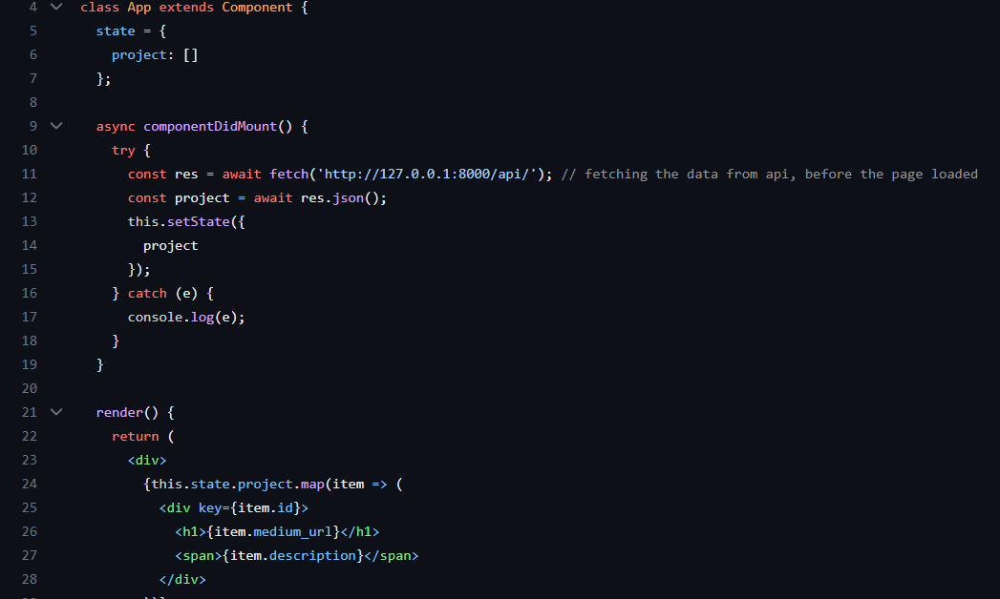 4 class App extends Component {
5 state = {
6 project: []
7 };
8
9 async componentDidMount() {
10 try {
11 const res = await fetch('http://127.0.0.1:8000/api/'); // fetching the data from api, before the page loaded
12 const project = await res.json();
13 this.setState({
14 project
15 });
16 } catch (e) {
17 console.log(e);
18 }
19 }
20
21 render() {
22 return (
23 <div>
24 {this.state.project.map(item => (
25 <div key={item.id}>
26 <h1>{item.medium_url}</h1>
27 <span>{item.description}</span>
28 </div>